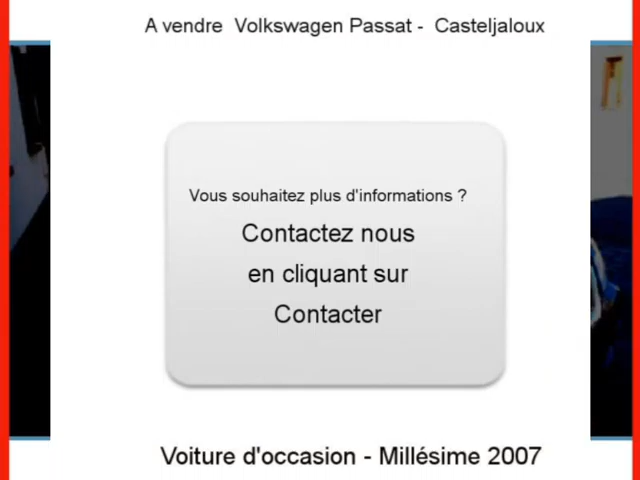 A vendre Volkswagen Passat - Casteljaloux
Vous souhaitez plus d'informations ?
Contactez nous
en cliquant sur
Contacter
Voiture d'occasion - Millésime 2007